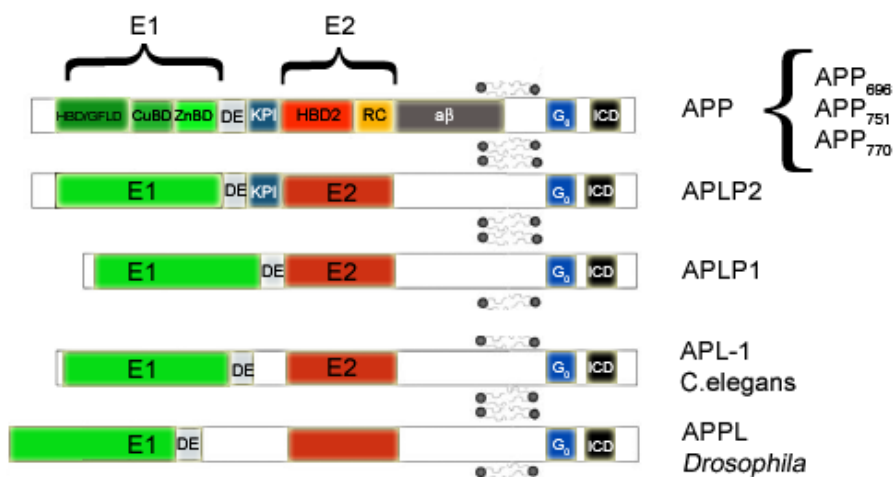 E1 E2
HBD/GFLD CuBD ZnBD DE KPI HBD2 RC aβ G₀ ICD APP APP₆₉₆
APP₇₅₁
APP₇₇₀
E1 DE KPI E2 G₀ ICD APLP2
E1 DE E2 G₀ ICD APLP1
E1 DE E2 G₀ ICD APL-1
C.elegans
E1 DE G₀ ICD APPL
Drosophila